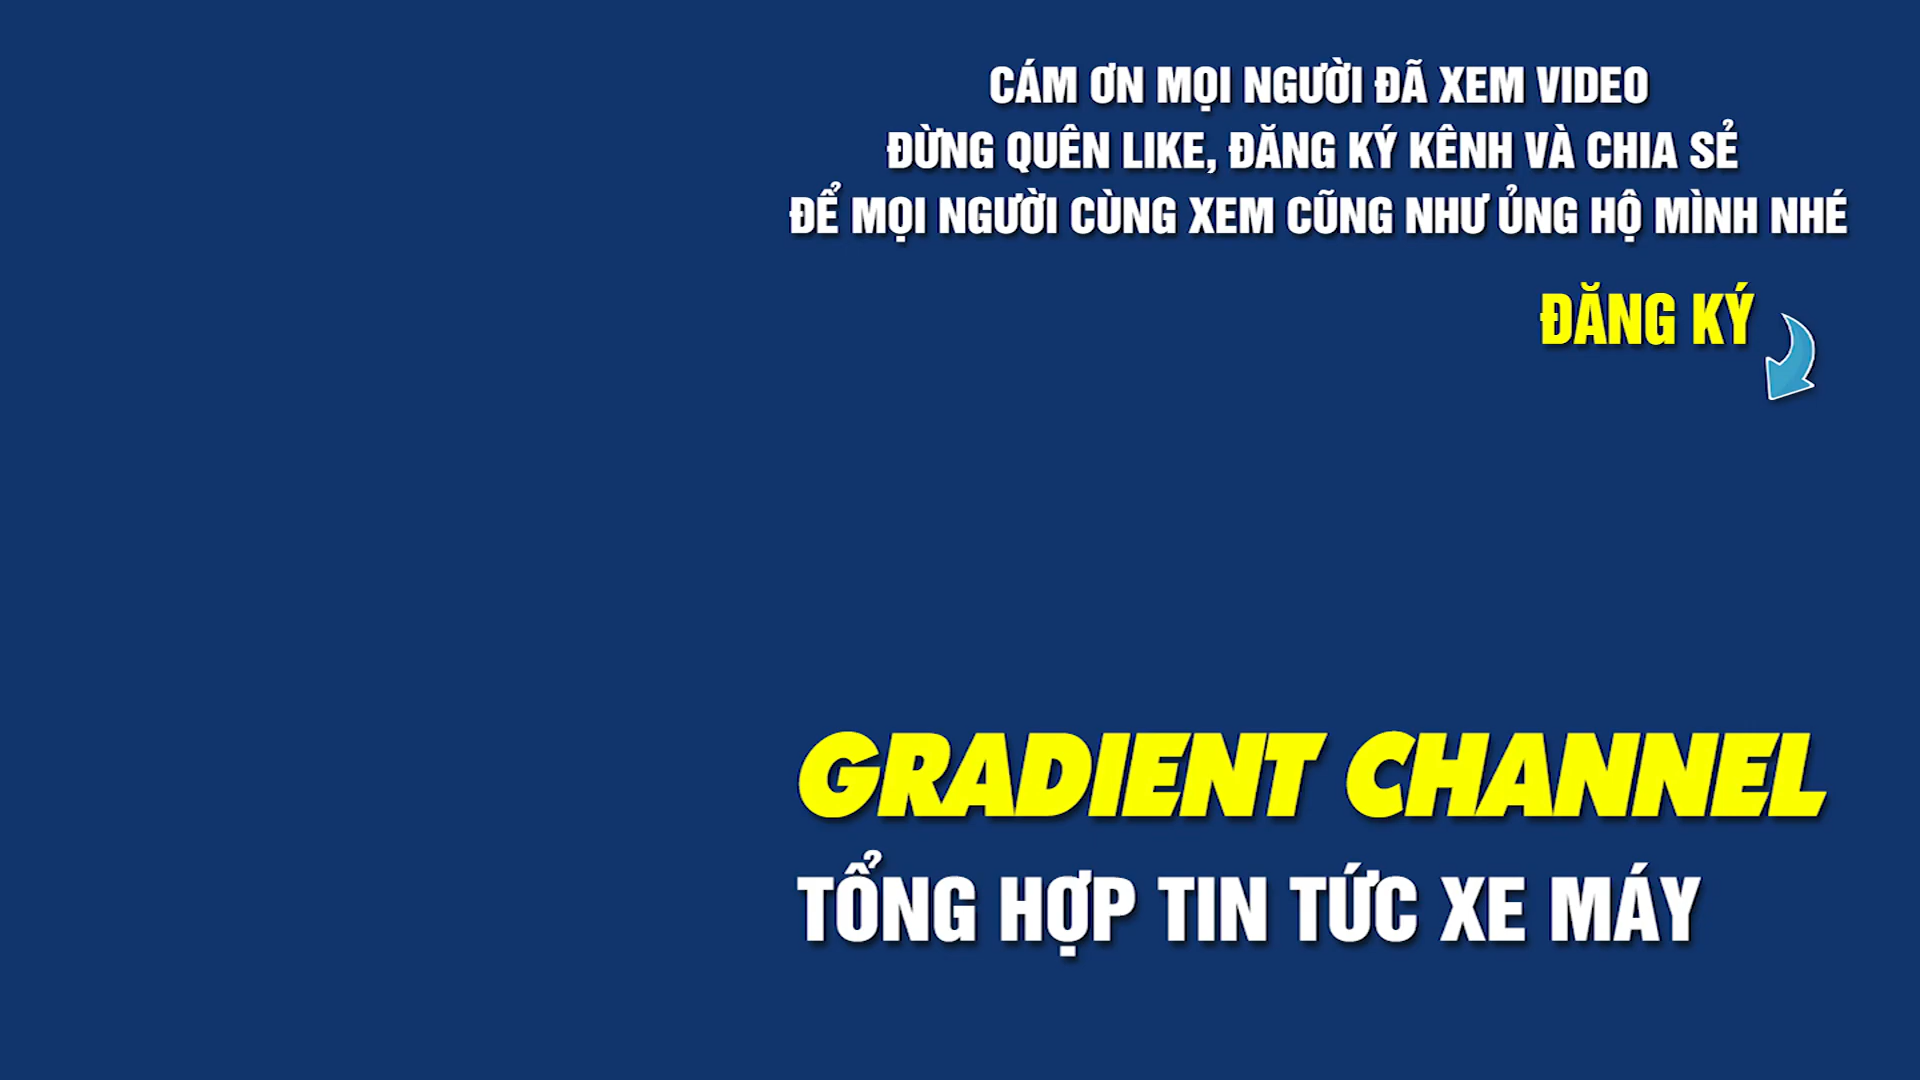 CÁM ƠN MỌI NGƯỜI ĐÃ XEM VIDEO
ĐỪNG QUÊN LIKE, ĐĂNG KÝ KÊNH VÀ CHIA SẺ
ĐỂ MỌI NGƯỜI CÙNG XEM CŨNG NHƯ ỦNG HỘ MÌNH NHÉ
ĐĂNG KÝ
GRADIENT CHANNEL
TỔNG HỢP TIN TỨC XE MÁY